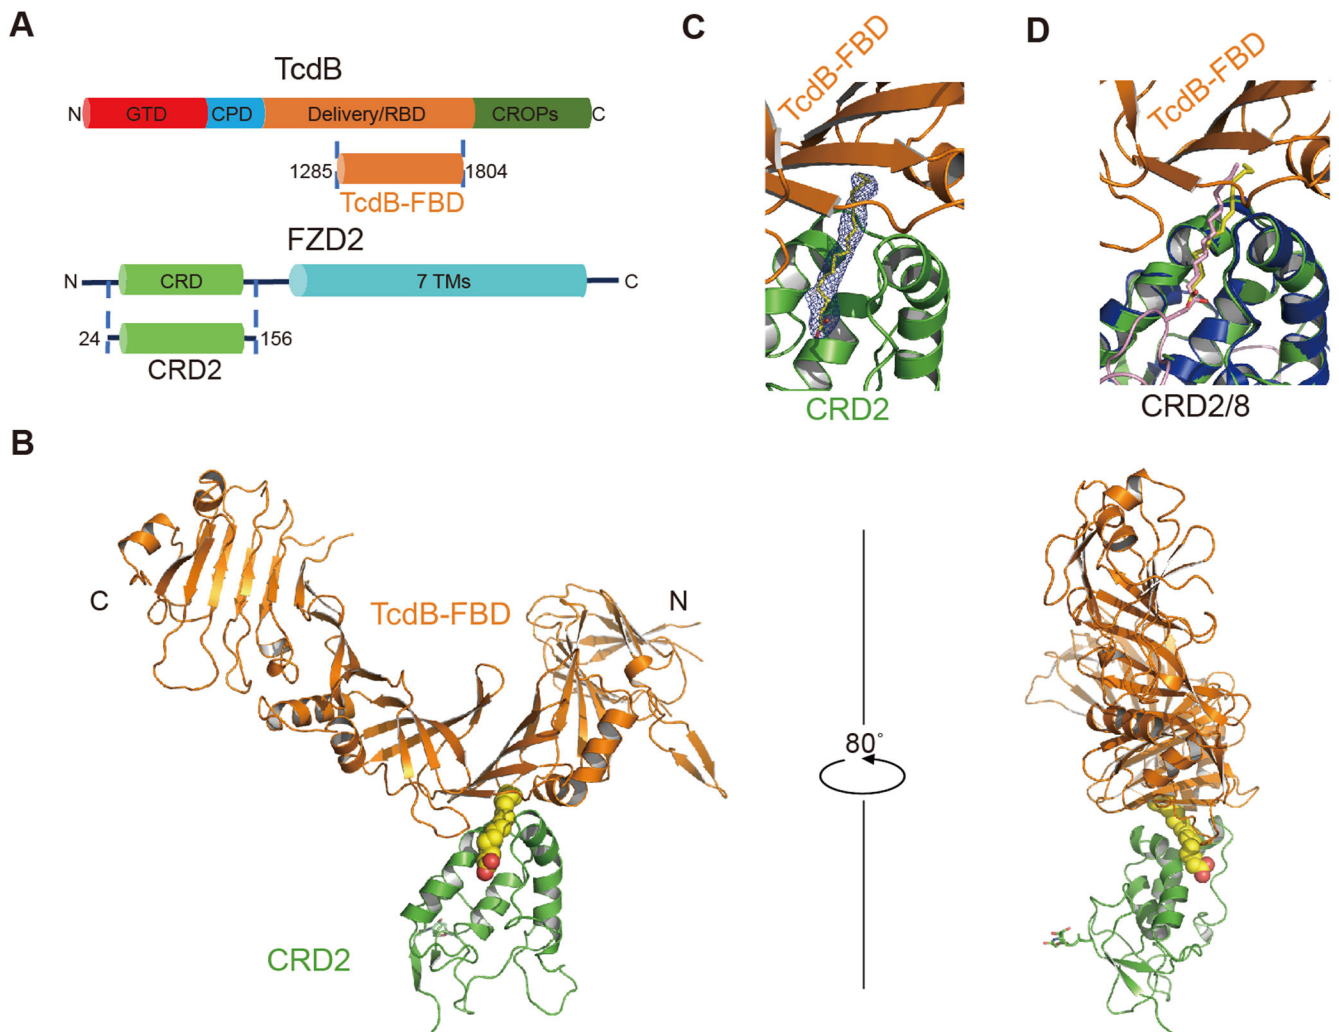 A
TcdB
N GTD CPD Delivery/RBD CROPs C
1285 1804
TcdB-FBD
FZD2
N CRD 7 TMs C
24 156
CRD2
C
TcdB-FBD
CRD2
D
TcdB-FBD
CRD2/8
B
C TcdB-FBD N
CRD2
80°